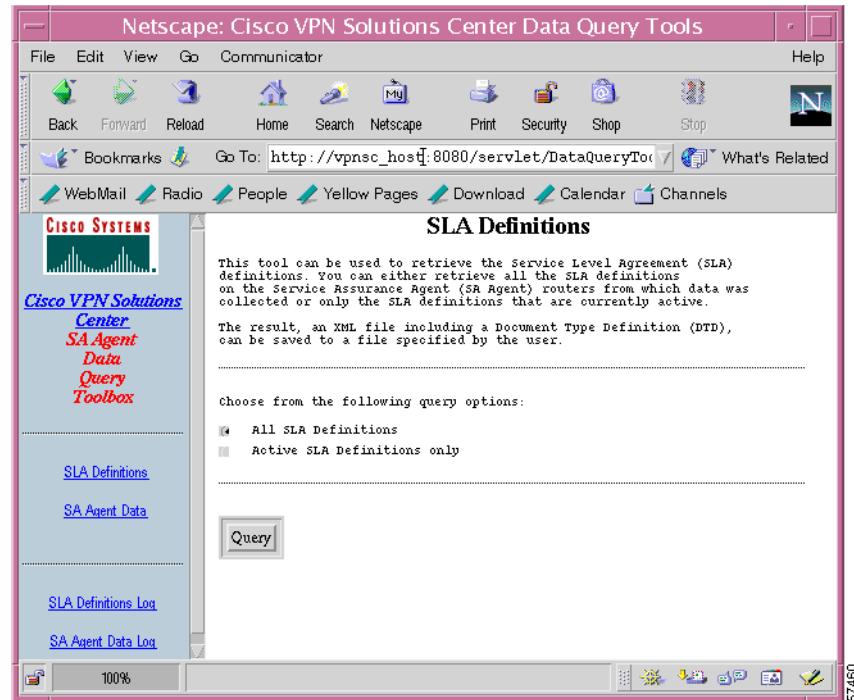 Netscape: Cisco VPN Solutions Center Data Query Tools
File Edit View Go Communicator Help
Back Forward Reload Home Search Netscape Print Security Shop Stop
My
N
Bookmarks Go To: http://vpnsc_host:8080/servlet/DataQueryToo What's Related
WebMail Radio People Yellow Pages Download Calendar Channels
CISCO SYSTEMS
Cisco VPN Solutions
Center
SA Agent
Data
Query
Toolbox
SLA Definitions
SA Agent Data
SLA Definitions Log
SA Agent Data Log
SLA Definitions
This tool can be used to retrieve the Service Level Agreement (SLA)
definitions. You can either retrieve all the SLA definitions
on the Service Assurance Agent (SA Agent) routers from which data was
collected or only the SLA definitions that are currently active.
The result, an XML file including a Document Type Definition (DTD),
can be saved to a file specified by the user.
Choose from the following query options:
All SLA Definitions
Active SLA Definitions only
Query
100%
57460